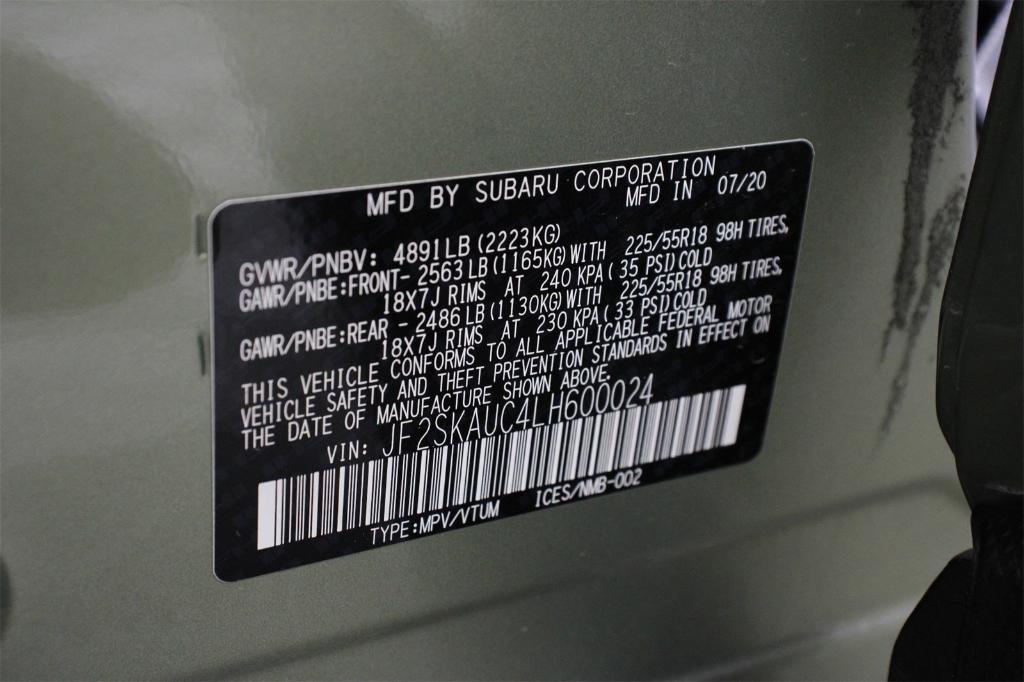 MFD BY SUBARU CORPORATION
MFD IN 07/20
GVWR/PNBV: 4891LB (2223KG)
GAWR/PNBE:FRONT- 2563LB (1165KG) WITH 225/55R18 98H TIRES,
18X7J RIMS AT 240 KPA ( 35 PSI) COLD
GAWR/PNBE:REAR - 2486LB (1130KG) WITH 225/55R18 98H TIRES,
18X7J RIMS AT 230 KPA ( 33 PSI) COLD
THIS VEHICLE CONFORMS TO ALL APPLICABLE FEDERAL MOTOR
VEHICLE SAFETY AND THEFT PREVENTION STANDARDS IN EFFECT ON
THE DATE OF MANUFACTURE SHOWN ABOVE.
VIN: JF2SKAUC4LH600024
TYPE:MPV/VTUM ICES/NMB-002